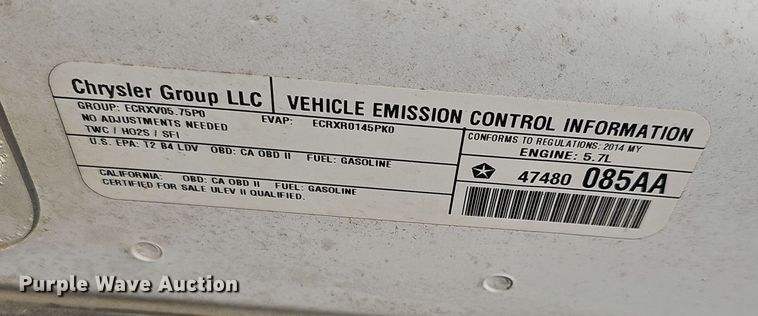 Chrysler Group LLC
VEHICLE EMISSION CONTROL INFORMATION
GROUP: ECRXV05.75P0
EVAP: ECRXR0145PK0
CONFORMS TO REGULATIONS: 2014 MY
NO ADJUSTMENTS NEEDED
ENGINE: 5.7L
TWC / HO2S / SFI
U.S. EPA: T2 B4 LDV OBD: CA OBD II FUEL: GASOLINE
47480 085AA
CALIFORNIA: OBD: CA OBD II FUEL: GASOLINE
CERTIFIED FOR SALE ULEV II QUALIFIED.
Purple Wave Auction